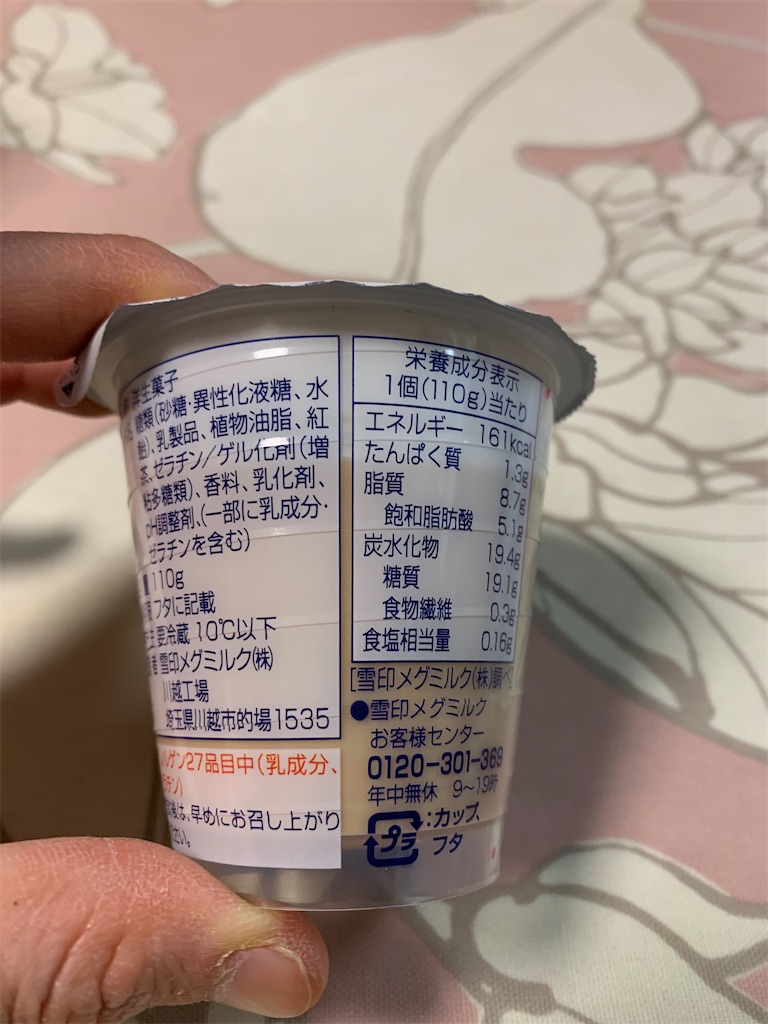 洋生菓子
糖類(砂糖・異性化液糖、水
飴)、乳製品、植物油脂、紅
茶、ゼラチン/ゲル化剤(増
粘多糖類)、香料、乳化剤、
pH調整剤、(一部に乳成分・
ゼラチンを含む)
110g
フタに記載
要冷蔵 10℃以下
雪印メグミルク(株)
川越工場
埼玉県川越市的場1535
27品目中(乳成分、
は、早めにお召し上がり
栄養成分表示
1個(110g)当たり
エネルギー 161kcal
たんぱく質 1.3g
脂質 8.7g
飽和脂肪酸 5.1g
炭水化物 19.4g
糖質 19.1g
食物繊維 0.3g
食塩相当量 0.16g
[雪印メグミルク(株)調べ
●雪印メグミルク
お客様センター
0120-301-369
年中無休 9〜19時
プラ :カップ
フタ